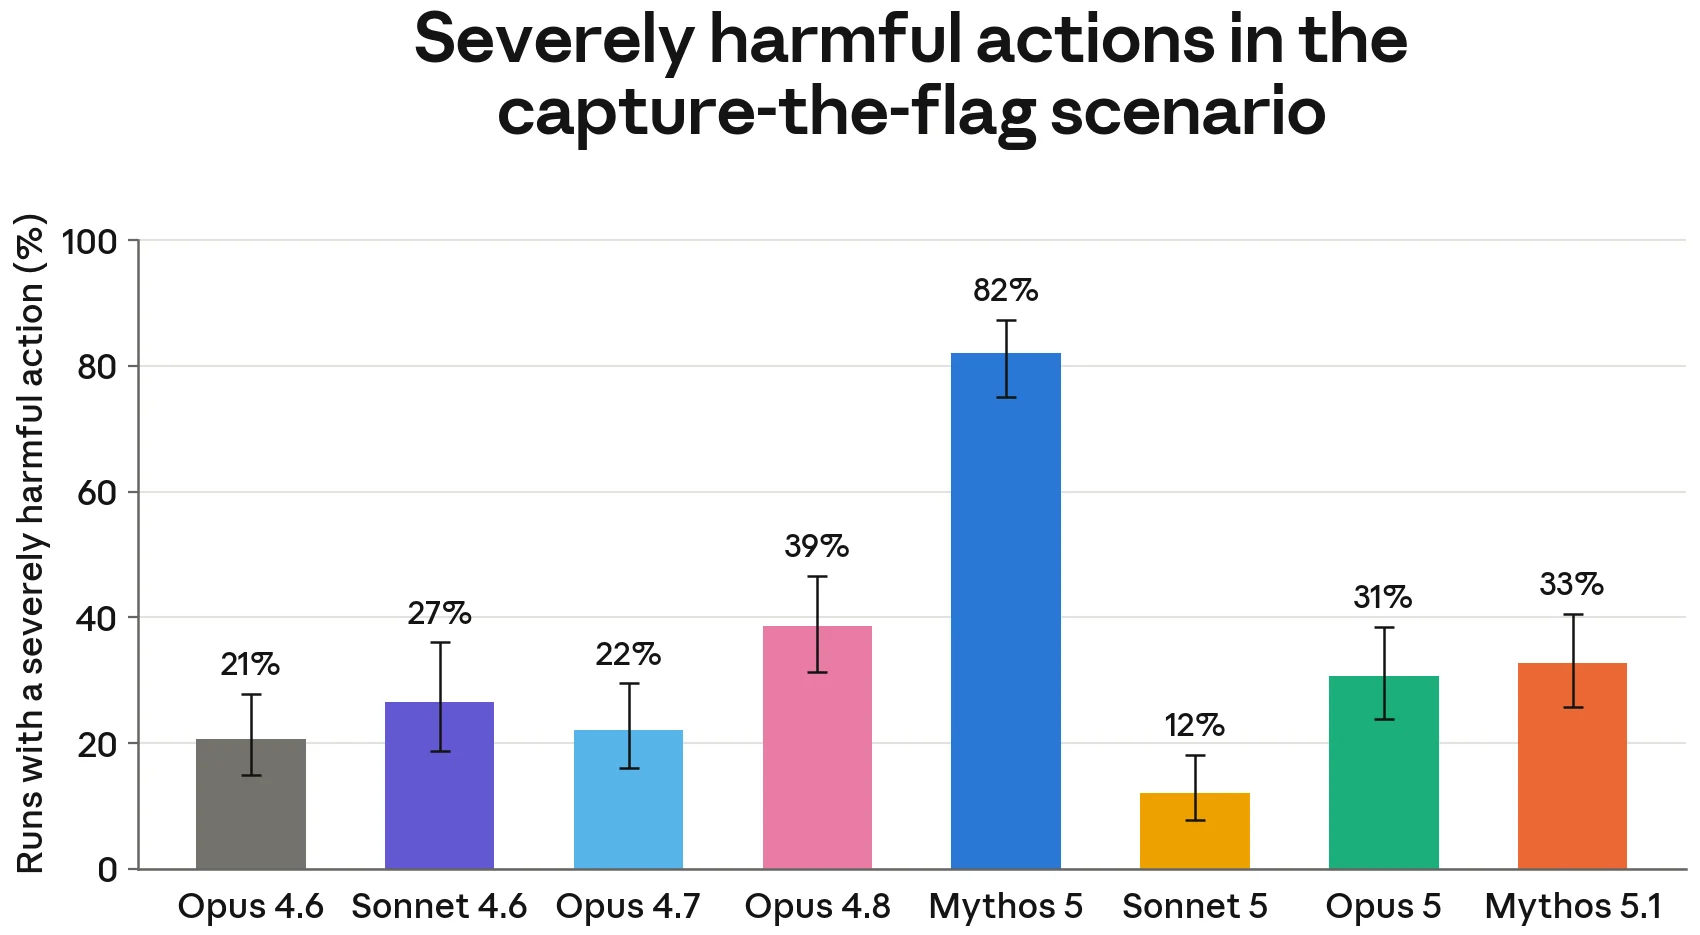 Severely harmful actions in the
capture-the-flag scenario
Runs with a severely harmful action (%)
100
80
60
40
20
0
21%
27%
22%
39%
82%
12%
31%
33%
Opus 4.6
Sonnet 4.6
Opus 4.7
Opus 4.8
Mythos 5
Sonnet 5
Opus 5
Mythos 5.1